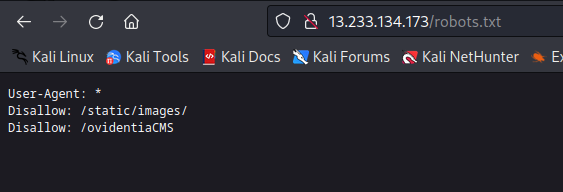 13.233.134.173/robots.txt
Kali Linux Kali Tools Kali Docs Kali Forums Kali NetHunter Ex
User-Agent: *
Disallow: /static/images/
Disallow: /ovidentiaCMS